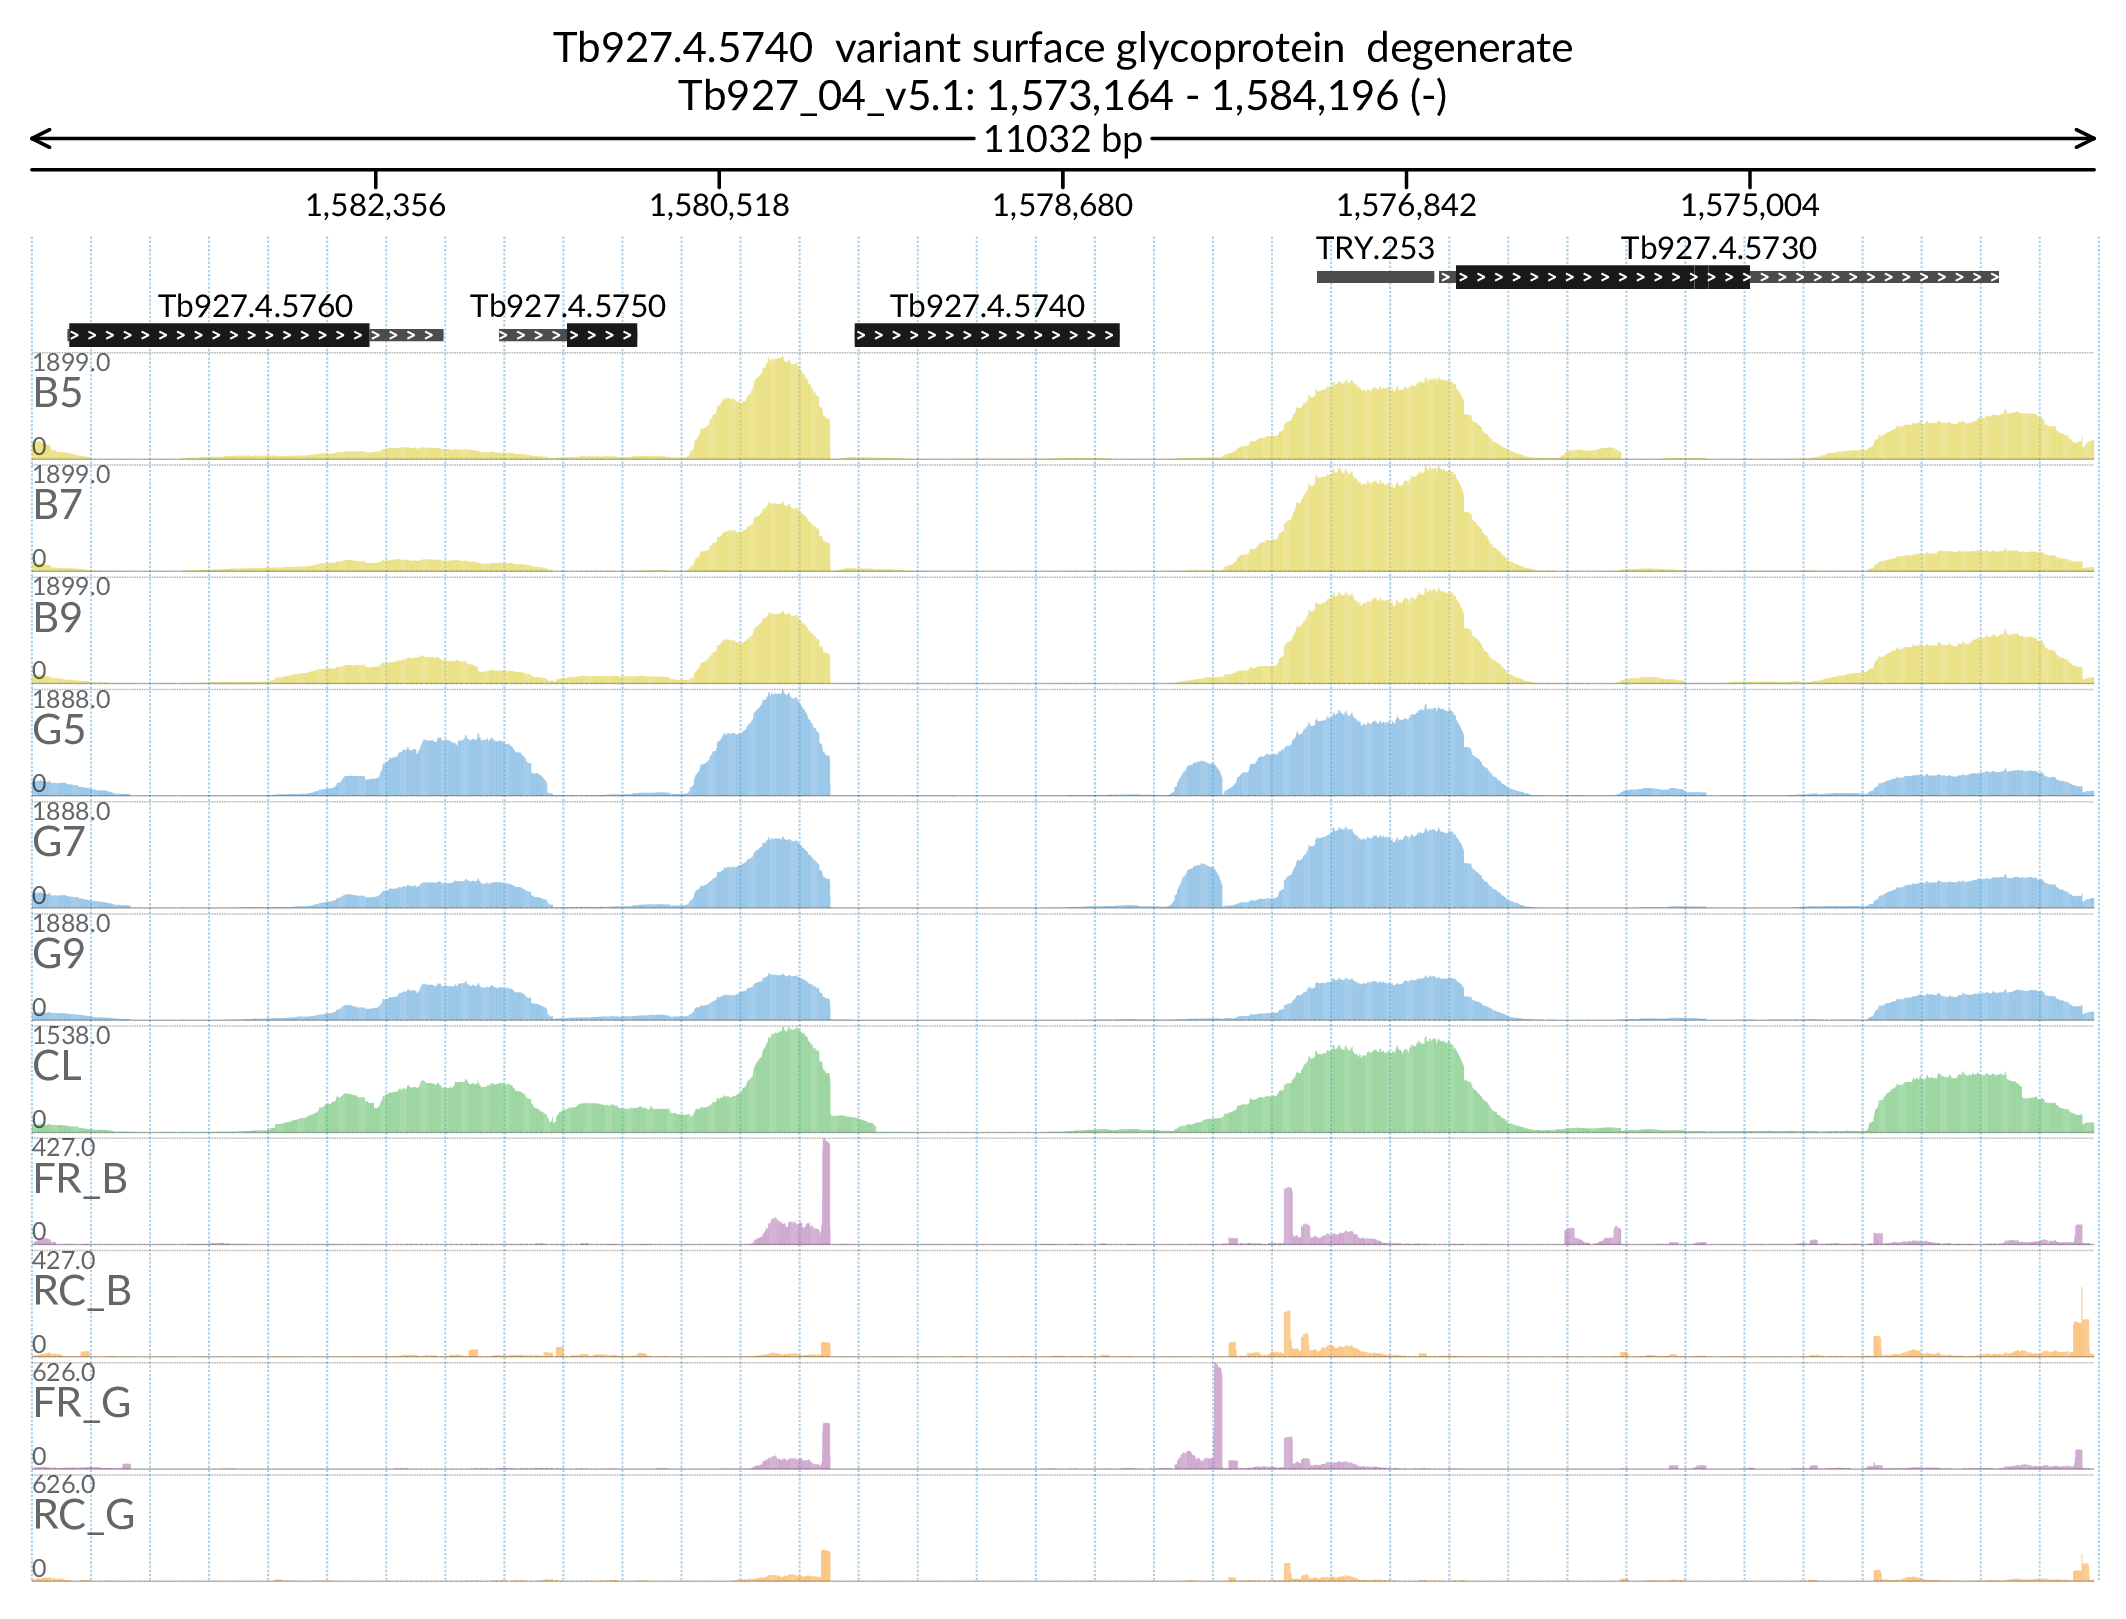 Tb927.4.5740  variant surface glycoprotein  degenerate
Tb927_04_v5.1: 1,573,164 - 1,584,196 (-)
11032 bp
1,582,356 1,580,518 1,578,680 1,576,842 1,575,004
TRY.253 Tb927.4.5730
Tb927.4.5760 Tb927.4.5750 Tb927.4.5740
1899.0
B5
0
1899.0
B7
0
1899.0
B9
0
1888.0
G5
0
1888.0
G7
0
1888.0
G9
0
1538.0
CL
0
427.0
FR_B
0
427.0
RC_B
0
626.0
FR_G
0
626.0
RC_G
0